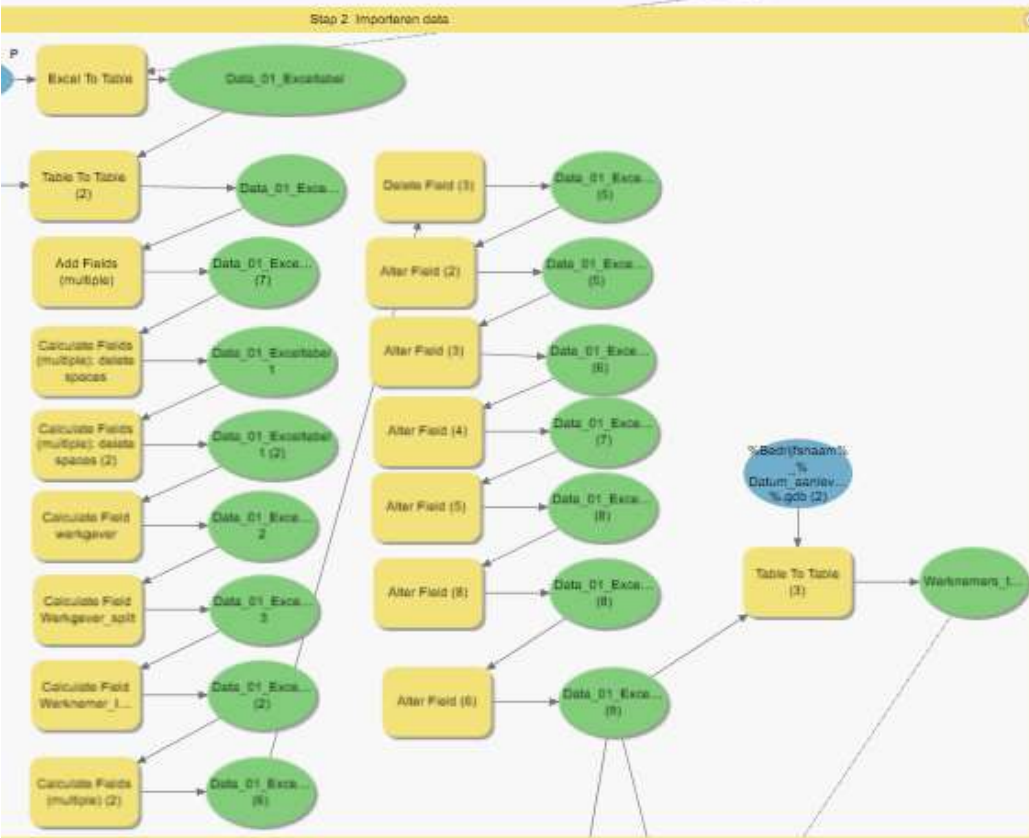 Stap 2 Importeren data
P
Excel To Table
Data_01_Exceltabel
Table To Table
(2)
Data_01_Exce...
Add Fields
(multiple)
Data_01_Exce...
(7)
Calculate Fields
(multiple): delete
spaces
Data_01_Exceltabel
1
Calculate Fields
(multiple): delete
spaces (2)
Data_01_Exceltabel
1 (2)
Calculate Field
werkgever
Data_01_Exce...
2
Calculate Field
Werkgever_split
Data_01_Exce...
3
Calculate Field
Werknemer_t...
Data_01_Exce...
(2)
Calculate Fields
(multiple) (2)
Data_01_Exce...
Delete Field (3)
Data_01_Exce...
(5)
Alter Field (2)
Data_01_Exce...
(5)
Alter Field (3)
Data_01_Exce...
(6)
Alter Field (4)
Data_01_Exce...
(7)
Alter Field (5)
Data_01_Exce...
Alter Field (8)
Data_01_Exce...
Alter Field (6)
Data_01_Exce...
%Bedrijfsnaam%
_%
Datum_aanlev...
%.gdb (2)
Table To Table
(3)
Werknemers_t...